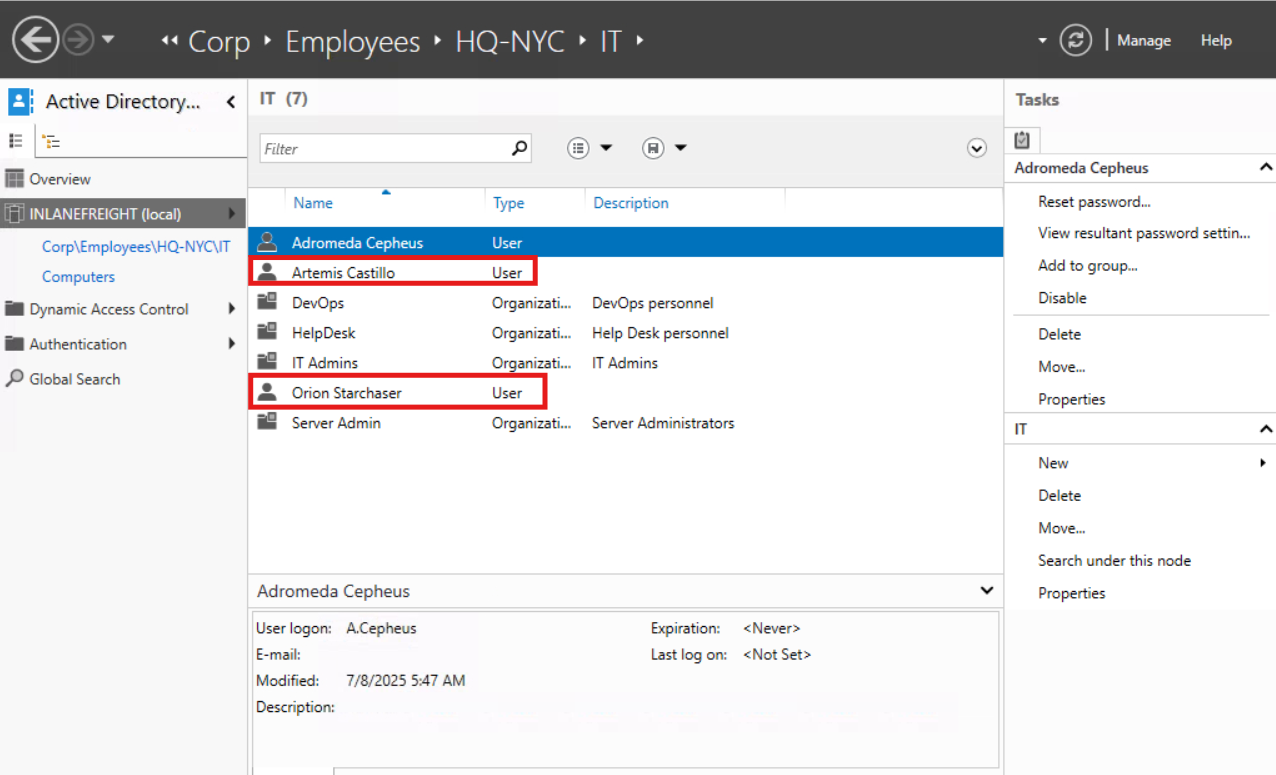 Corp Employees HQ-NYC IT
Manage Help
Active Directory...
Overview
INLANEFREIGHT (local)
Corp\Employees\HQ-NYC\IT
Computers
Dynamic Access Control
Authentication
Global Search
IT (7)
Filter
Name Type Description
Adromeda Cepheus User
Artemis Castillo User
DevOps Organizati... DevOps personnel
HelpDesk Organizati... Help Desk personnel
IT Admins Organizati... IT Admins
Orion Starchaser User
Server Admin Organizati... Server Administrators
Adromeda Cepheus
User logon: A.Cepheus Expiration: <Never>
E-mail: Last log on: <Not Set>
Modified: 7/8/2025 5:47 AM
Description:
Tasks
Adromeda Cepheus
Reset password...
View resultant password settin...
Add to group...
Disable
Delete
Move...
Properties
IT
New
Delete
Move...
Search under this node
Properties